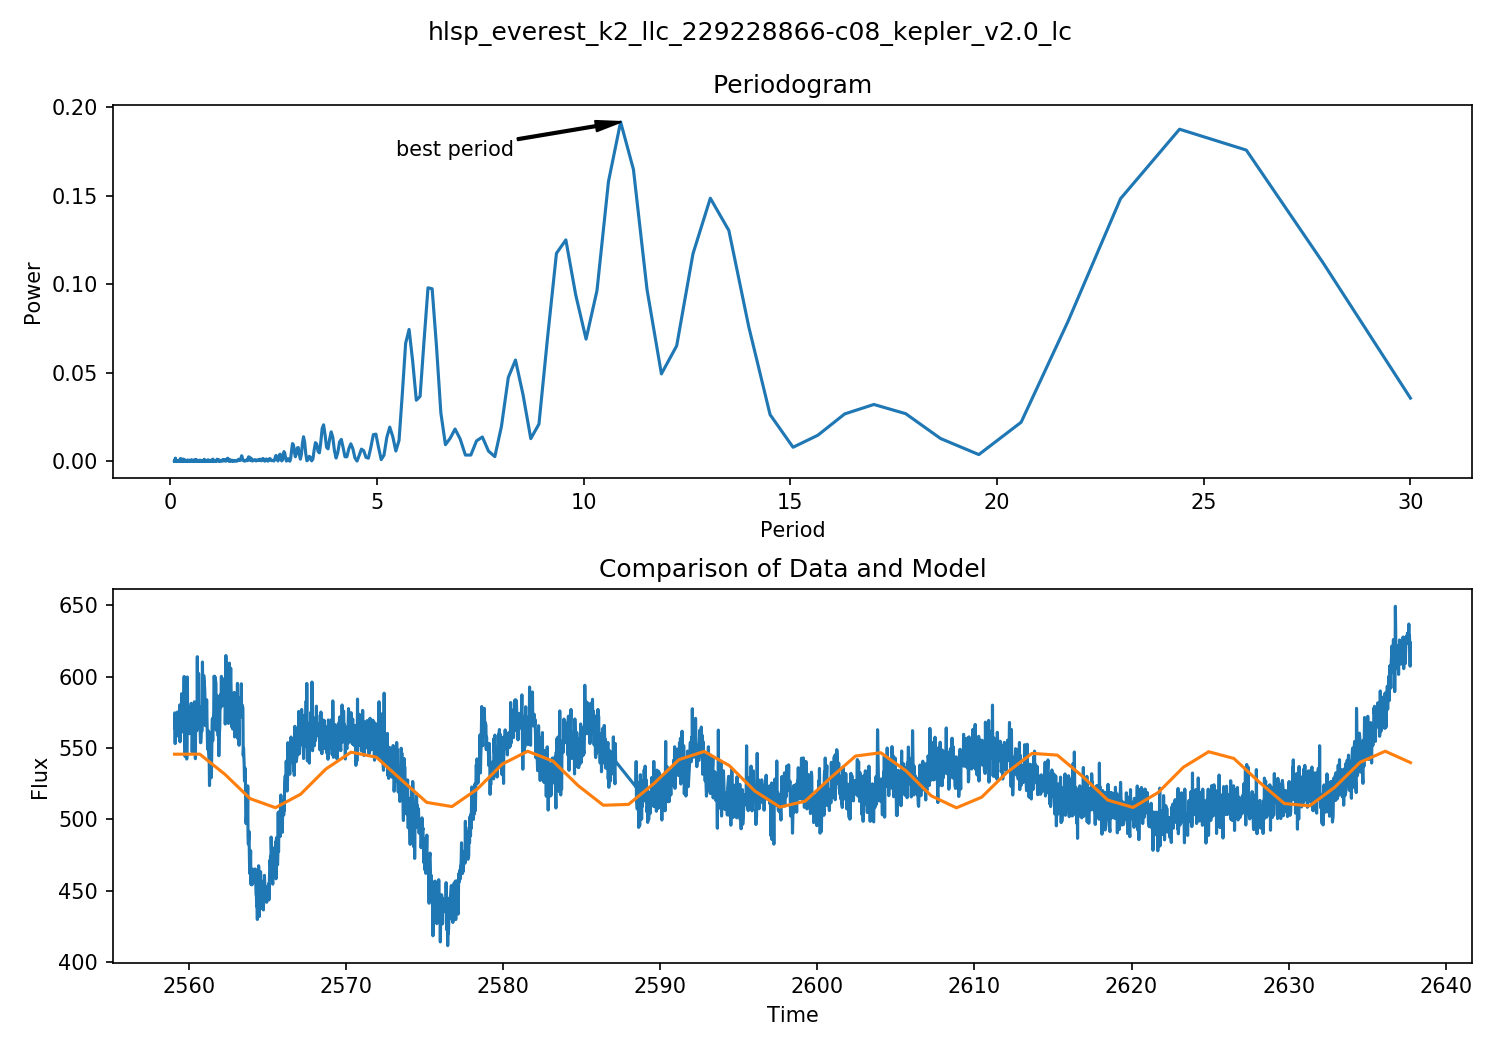 hlsp_everest_k2_llc_229228866-c08_kepler_v2.0_lc
Periodogram
0.20
0.15
0.10
0.05
0.00
Power
best period
0 5 10 15 20 25 30
Period
Comparison of Data and Model
650
600
550
500
450
400
Flux
2560 2570 2580 2590 2600 2610 2620 2630 2640
Time